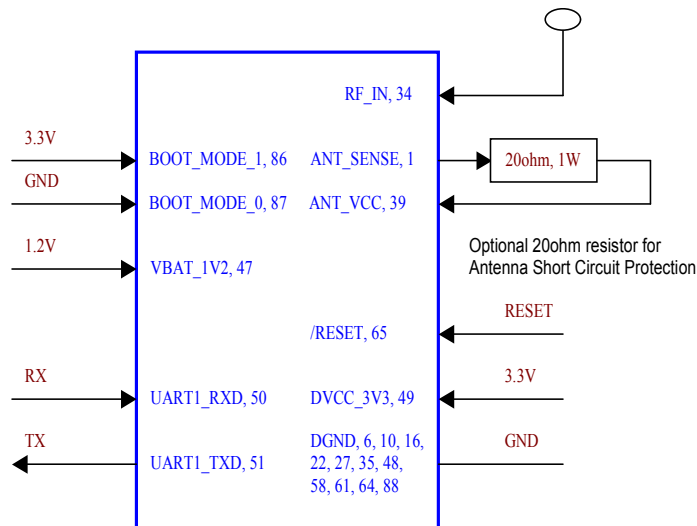 RF_IN, 34
3.3V
BOOT_MODE_1, 86
ANT_SENSE, 1
20ohm, 1W
GND
BOOT_MODE_0, 87
ANT_VCC, 39
1.2V
VBAT_1V2, 47
Optional 20ohm resistor for
Antenna Short Circuit Protection
RESET
/RESET, 65
RX
UART1_RXD, 50
DVCC_3V3, 49
3.3V
TX
UART1_TXD, 51
DGND, 6, 10, 16,
22, 27, 35, 48,
58, 61, 64, 88
GND